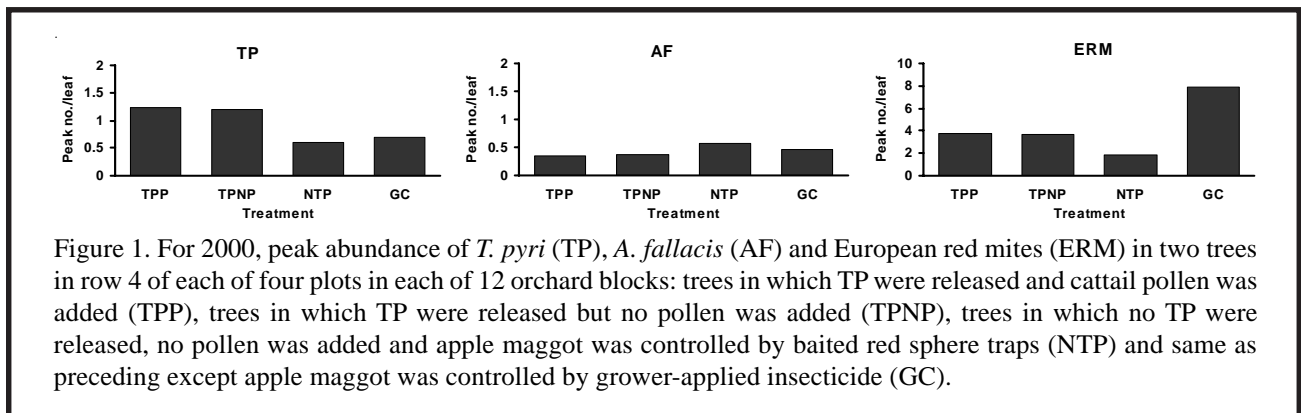 TP
2
1.5
1
0.5
0
Peak no./leaf
TPP TPNP NTP GC
Treatment
AF
2
1.5
1
0.5
0
Peak no./leaf
TPP TPNP NTP GC
Treatment
ERM
10
8
6
4
2
0
Peak no./leaf
TPP TPNP NTP GC
Treatment
Figure 1. For 2000, peak abundance of T. pyri (TP), A. fallacis (AF) and European red mites (ERM) in two trees
in row 4 of each of four plots in each of 12 orchard blocks: trees in which TP were released and cattail pollen was
added (TPP), trees in which TP were released but no pollen was added (TPNP), trees in which no TP were
released, no pollen was added and apple maggot was controlled by baited red sphere traps (NTP) and same as
preceding except apple maggot was controlled by grower-applied insecticide (GC).